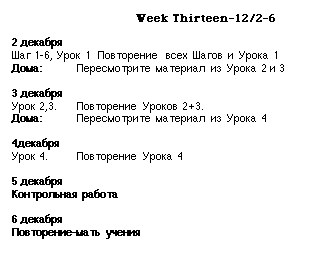 Week Thirteen-12/2-6
2 декабря
Шаг 1-6, Урок 1 Повторение всех Шагов и Урока 1
Дома: Пересмотрите материал из Урока 2 и 3
3 декабря
Урок 2,3. Повторение Уроков 2+3.
Дома: Пересмотрите материал из Урока 4
4декабря
Урок 4. Повторение Урока 4
5 декабря
Контрольная работа
6 декабря
Повторение-мать учения